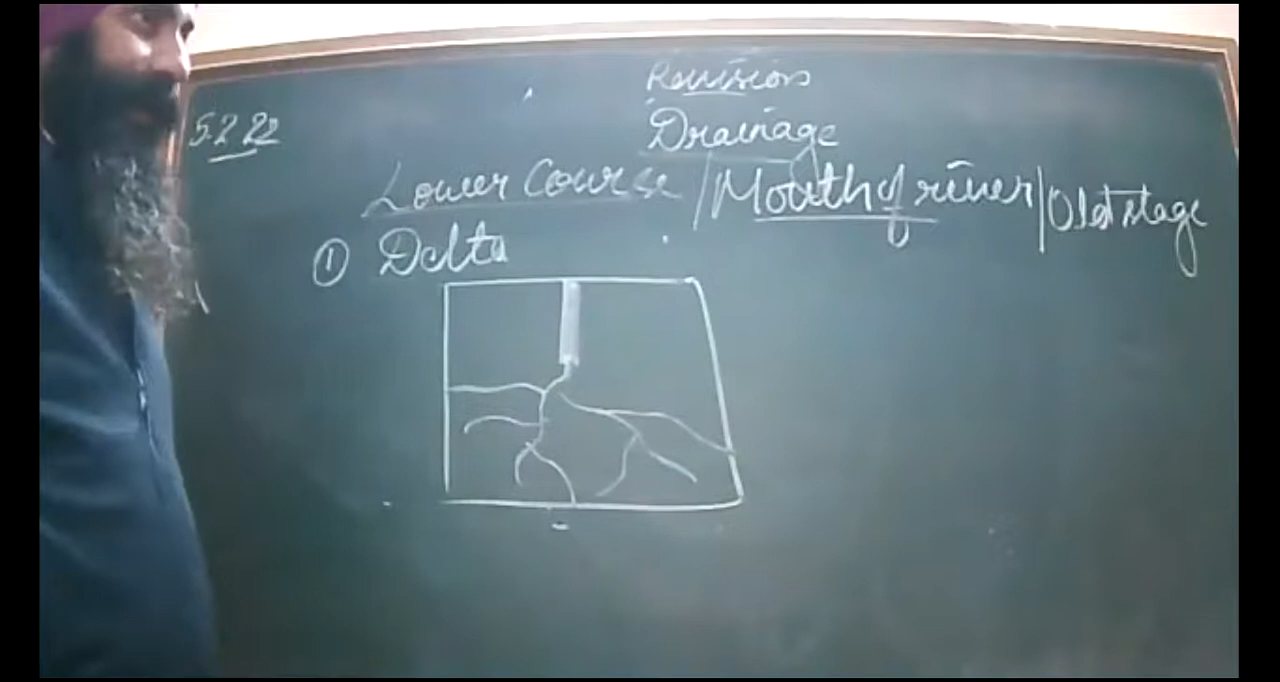 Revision
5.2.22
Drainage
Lower Course / Mouth of river / Old stage
① Delta